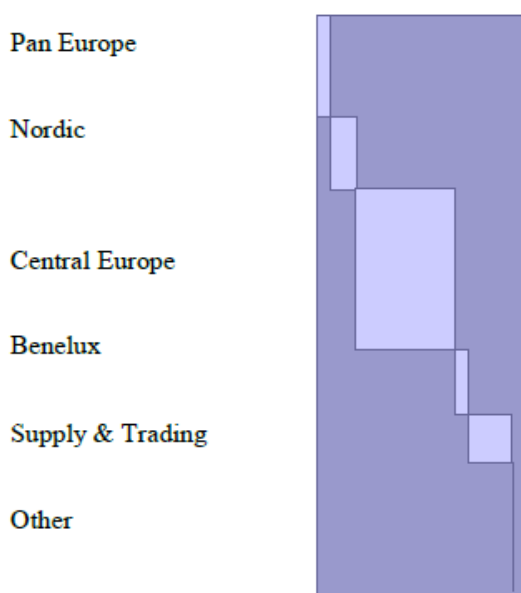 Pan Europe
Nordic
Central Europe
Benelux
Supply & Trading
Other